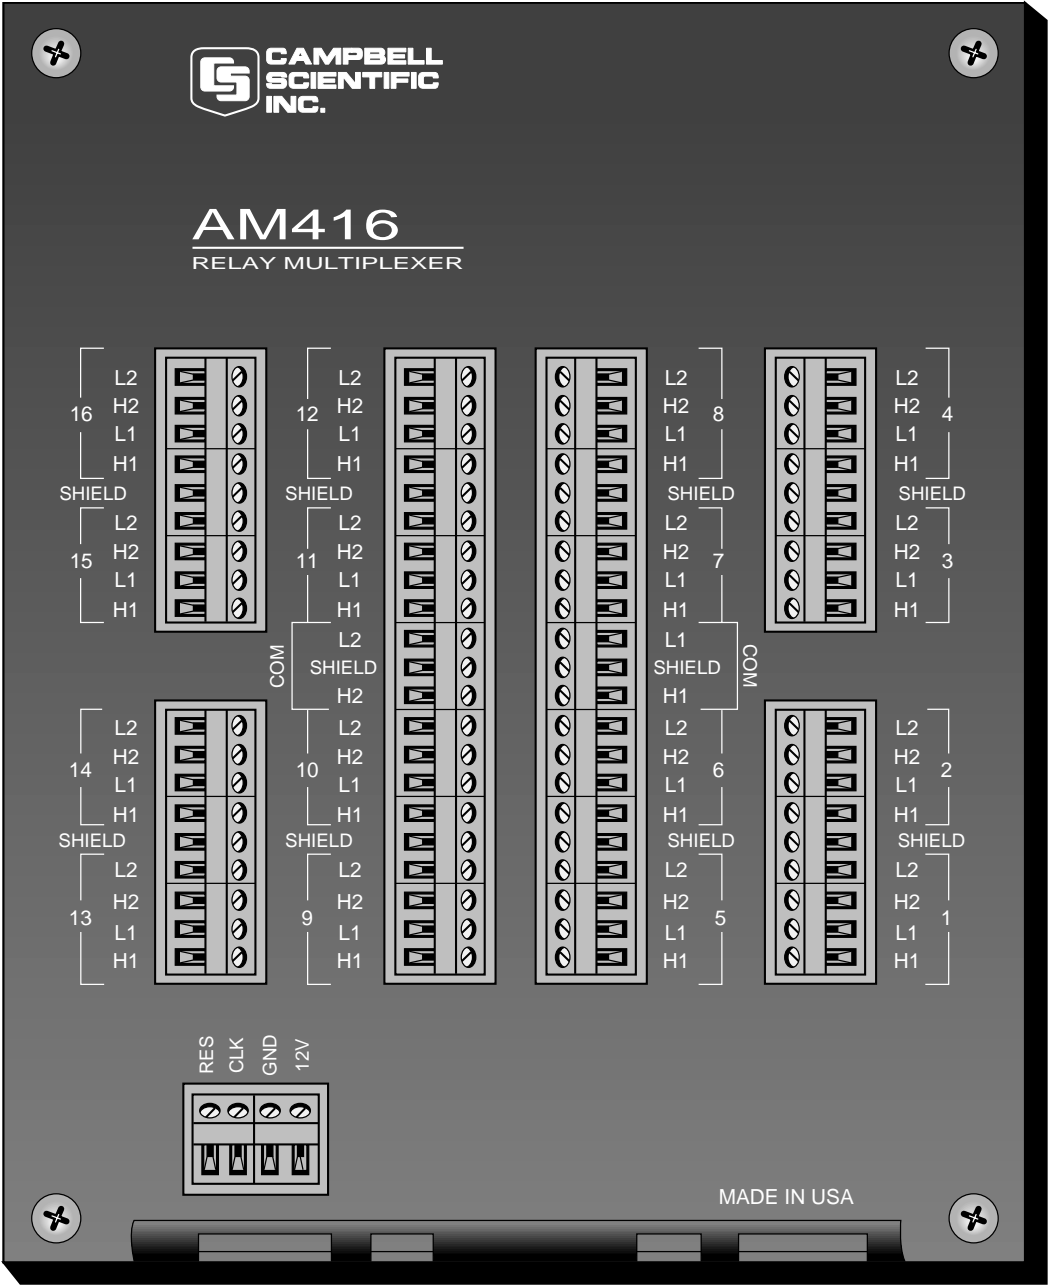 CAMPBELL
SCIENTIFIC
INC.
AM416
RELAY MULTIPLEXER
16
L2
H2
L1
H1
SHIELD
15
L2
H2
L1
H1
14
L2
H2
L1
H1
SHIELD
13
L2
H2
L1
H1
12
L2
H2
L1
H1
SHIELD
11
L2
H2
L1
H1
COM
L2
SHIELD
H2
10
L2
H2
L1
H1
SHIELD
9
L2
H2
L1
H1
L2
H2
8
L1
H1
SHIELD
L2
H2
7
L1
H1
L1
SHIELD
COM
H1
L2
H2
6
L1
H1
SHIELD
L2
H2
5
L1
H1
L2
H2
4
L1
H1
SHIELD
L2
H2
3
L1
H1
L2
H2
2
L1
H1
SHIELD
L2
H2
1
L1
H1
RES
CLK
GND
12V
MADE IN USA